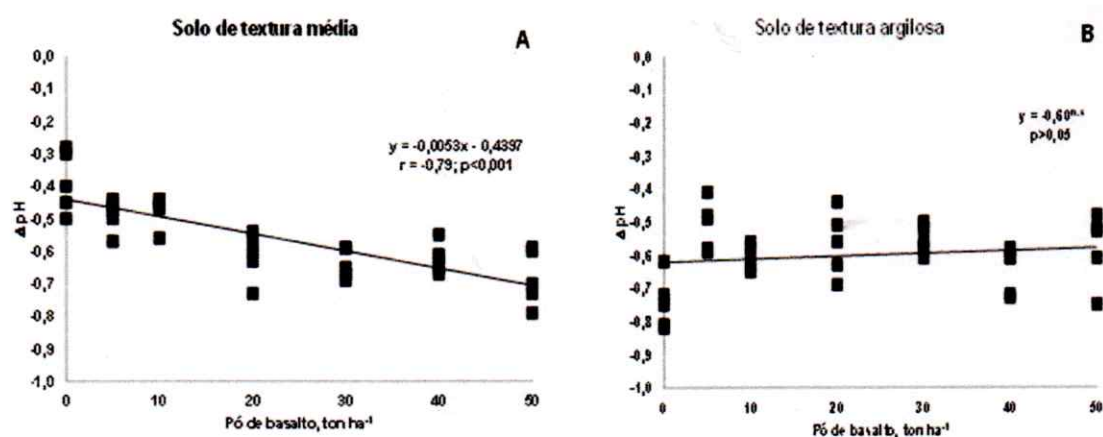 Solo de textura média
A
0,0
-0,1
-0,2
-0,3
-0,4
-0,5
-0,6
-0,7
-0,8
-0,9
-1,0
Δ pH
y = -0,0053x - 0,4397
r = -0,79; p<0,001
0 10 20 30 40 50
Pó de basalto, ton ha⁻¹
Solo de textura argilosa
B
0,0
-0,1
-0,2
-0,3
-0,4
-0,5
-0,6
-0,7
-0,8
-0,9
-1,0
Δ pH
y = -0,60ⁿ·ˢ
p>0,05
0 10 20 30 40 50
Pó de basalto, ton ha⁻¹